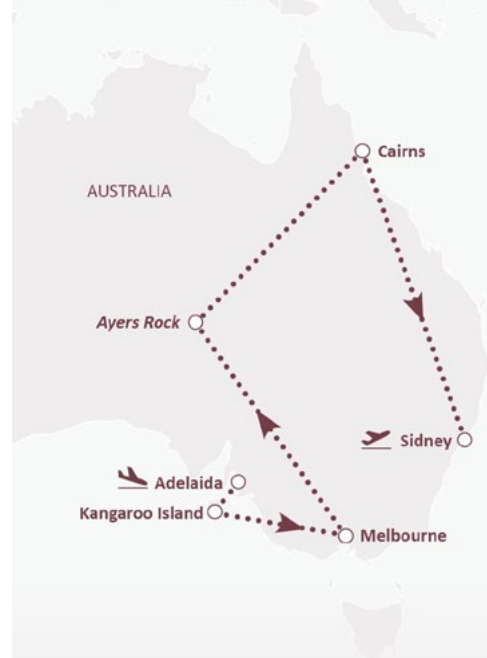 Cairns
AUSTRALIA
Ayers Rock
Sidney
Adelaida
Kangaroo Island
Melbourne